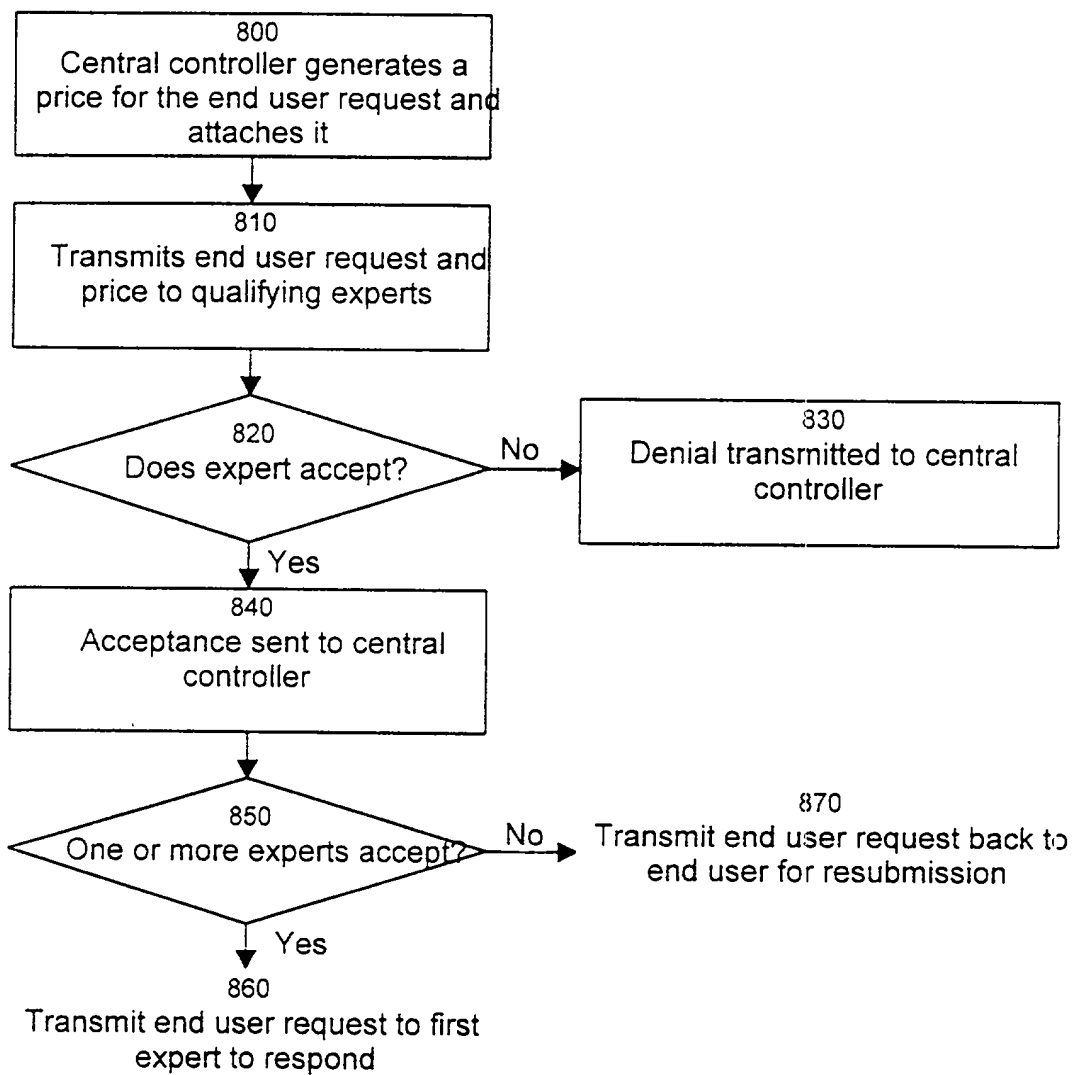 800
Central controller generates a
price for the end user request and
attaches it
810
Transmits end user request and
price to qualifying experts
820
Does expert accept?
No
830
Denial transmitted to central
controller
Yes
840
Acceptance sent to central
controller
850
One or more experts accept?
No
870
Transmit end user request back to
end user for resubmission
Yes
860
Transmit end user request to first
expert to respond